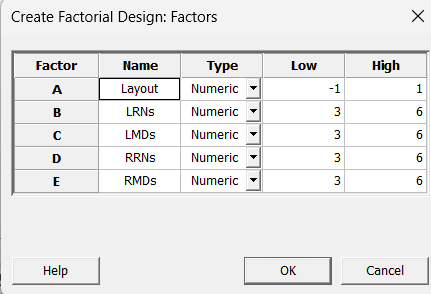 Create Factorial Design: Factors
Factor Name Type Low High
A Layout Numeric -1 1
B LRNs Numeric 3 6
C LMDs Numeric 3 6
D RRNs Numeric 3 6
E RMDs Numeric 3 6
Help OK Cancel